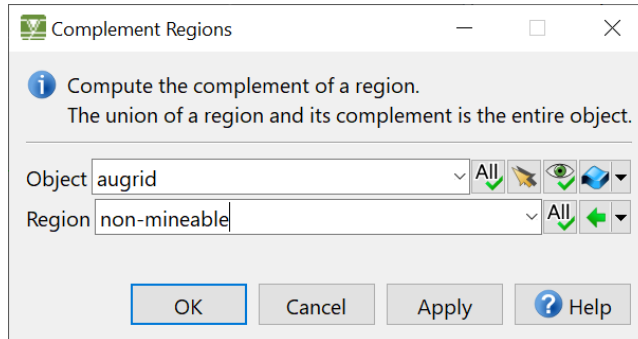 Complement Regions
Compute the complement of a region.
The union of a region and its complement is the entire object.
Object augrid All
Region non-mineable All
OK Cancel Apply Help